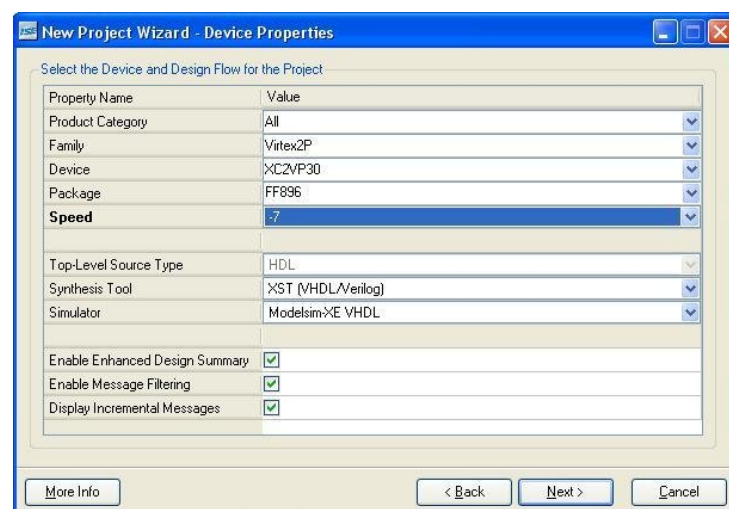 ISE New Project Wizard - Device Properties
Select the Device and Design Flow for the Project
Property Name Value
Product Category All
Family Virtex2P
Device XC2VP30
Package FF896
Speed -7
Top-Level Source Type HDL
Synthesis Tool XST (VHDL/Verilog)
Simulator Modelsim-XE VHDL
Enable Enhanced Design Summary
Enable Message Filtering
Display Incremental Messages
More Info < Back Next > Cancel